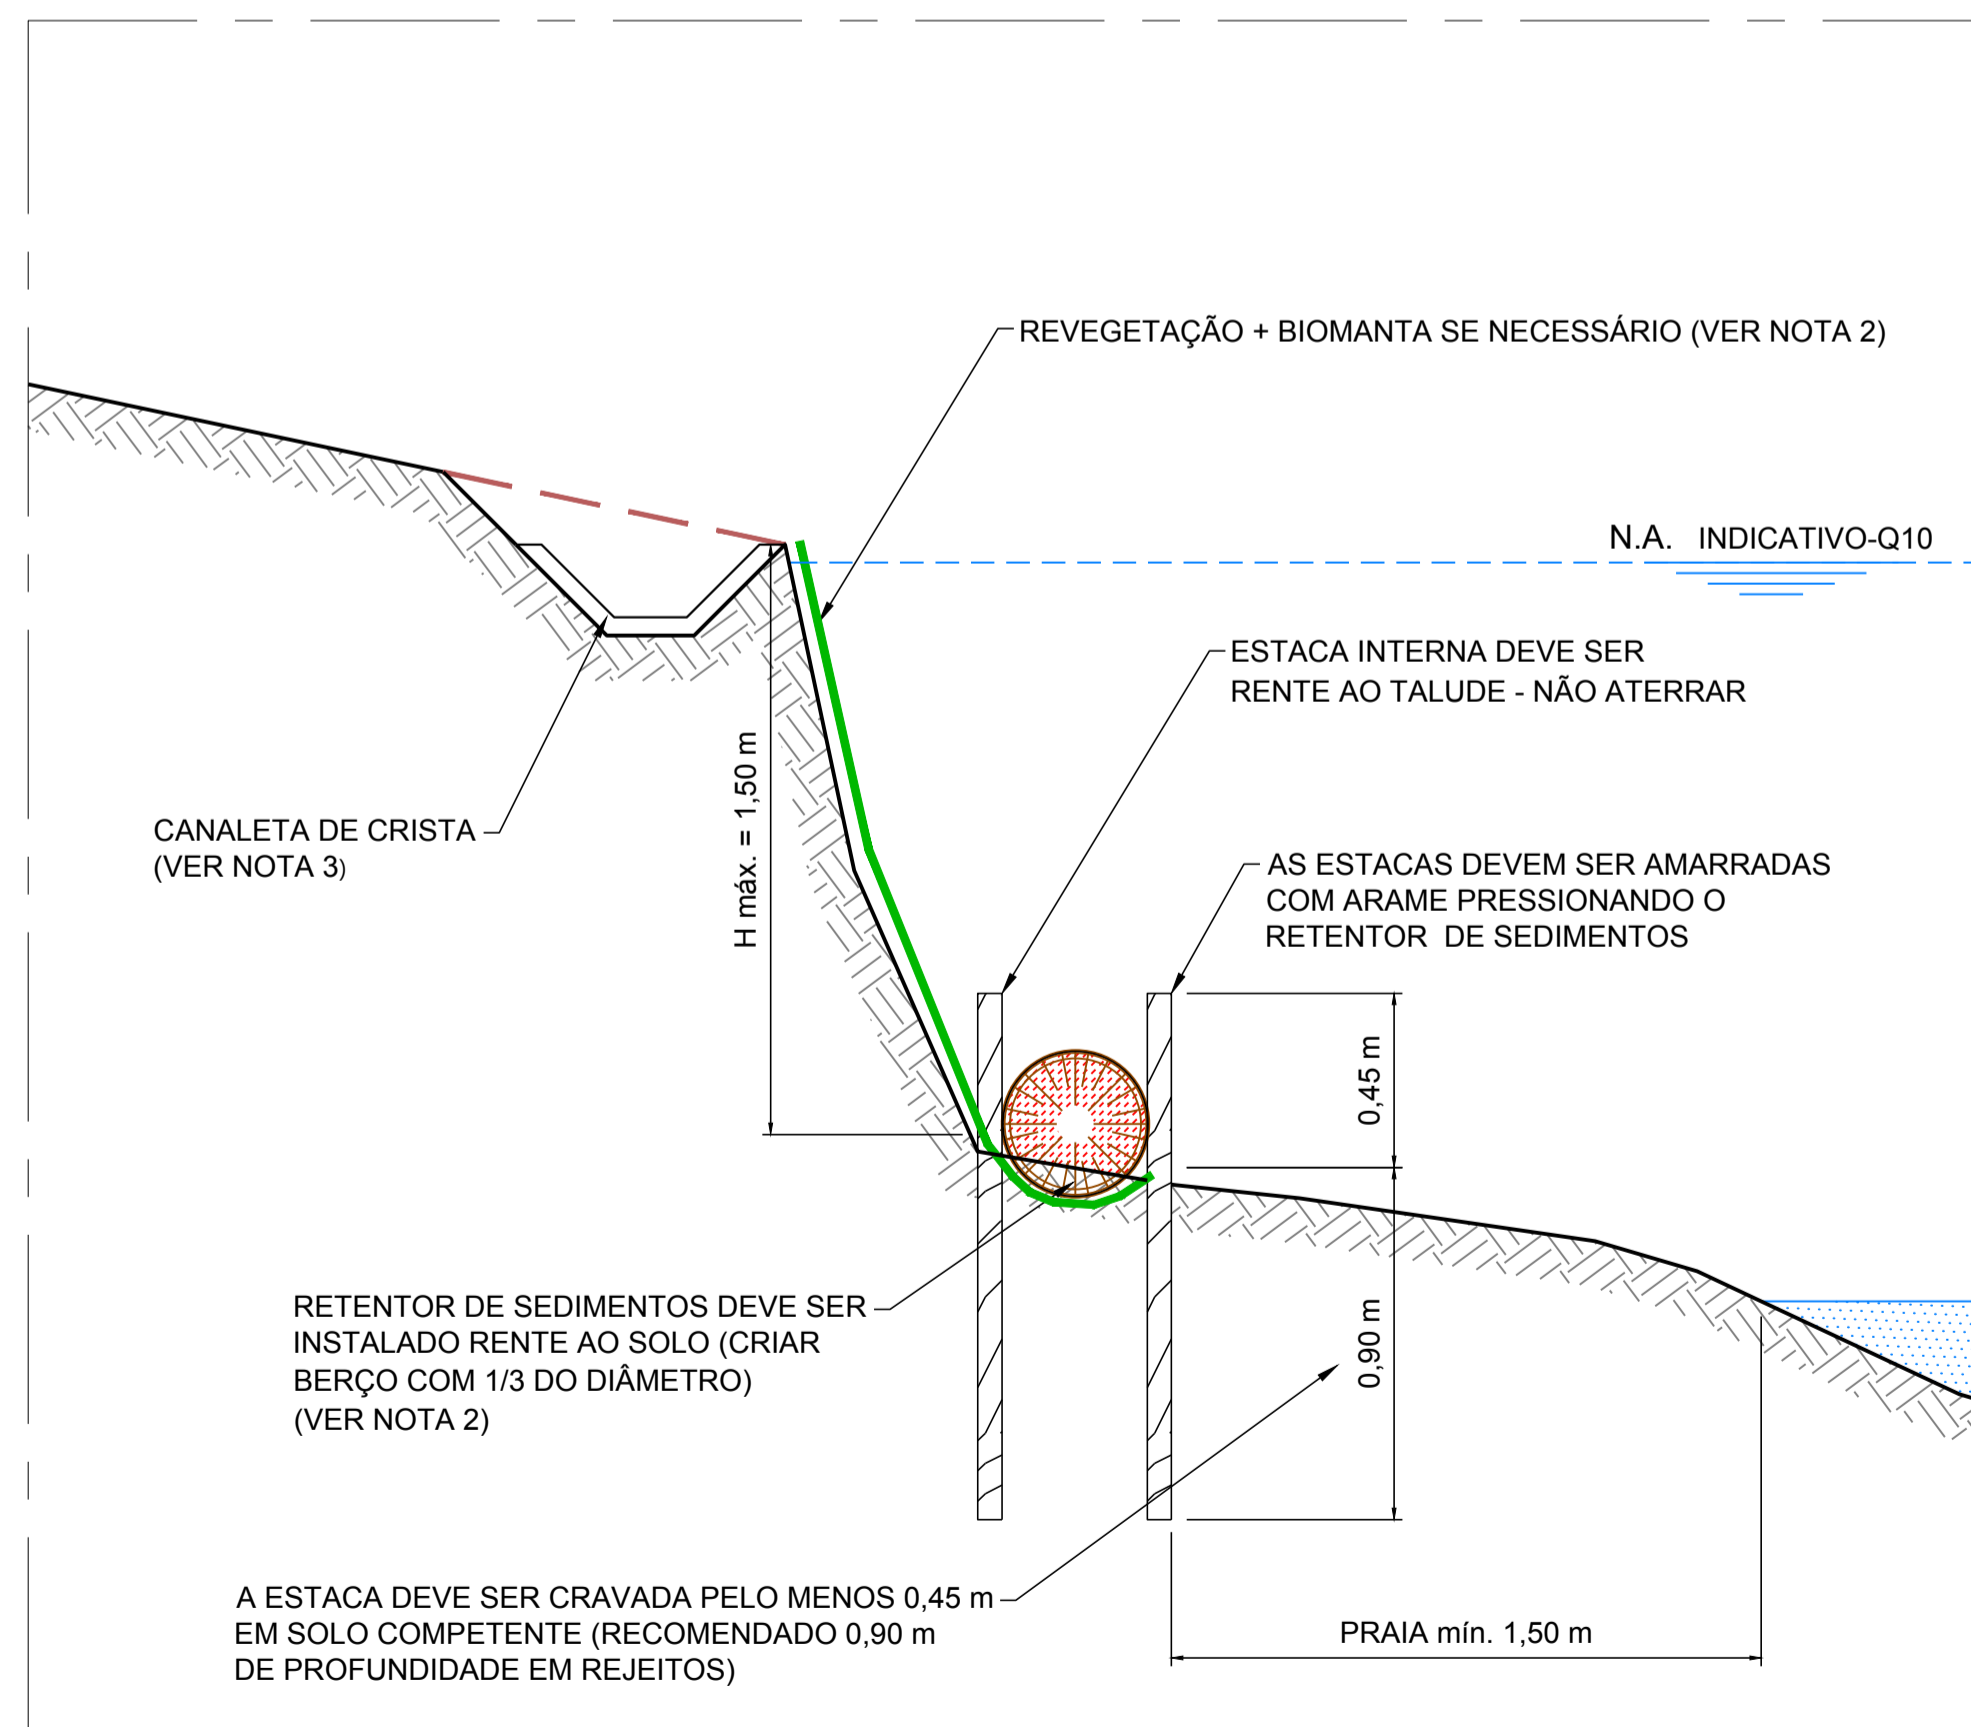 REVEGETAÇÃO + BIOMANTA SE NECESSÁRIO (VER NOTA 2)
N.A. INDICATIVO-Q10
ESTACA INTERNA DEVE SER
RENTE AO TALUDE - NÃO ATERRAR
H máx. = 1,50 m
CANALETA DE CRISTA
(VER NOTA 3)
AS ESTACAS DEVEM SER AMARRADAS
COM ARAME PRESSIONANDO O
RETENTOR DE SEDIMENTOS
0,45 m
0,90 m
RETENTOR DE SEDIMENTOS DEVE SER
INSTALADO RENTE AO SOLO (CRIAR
BERÇO COM 1/3 DO DIÂMETRO)
(VER NOTA 2)
A ESTACA DEVE SER CRAVADA PELO MENOS 0,45 m
EM SOLO COMPETENTE (RECOMENDADO 0,90 m
DE PROFUNDIDADE EM REJEITOS)
PRAIA mín. 1,50 m